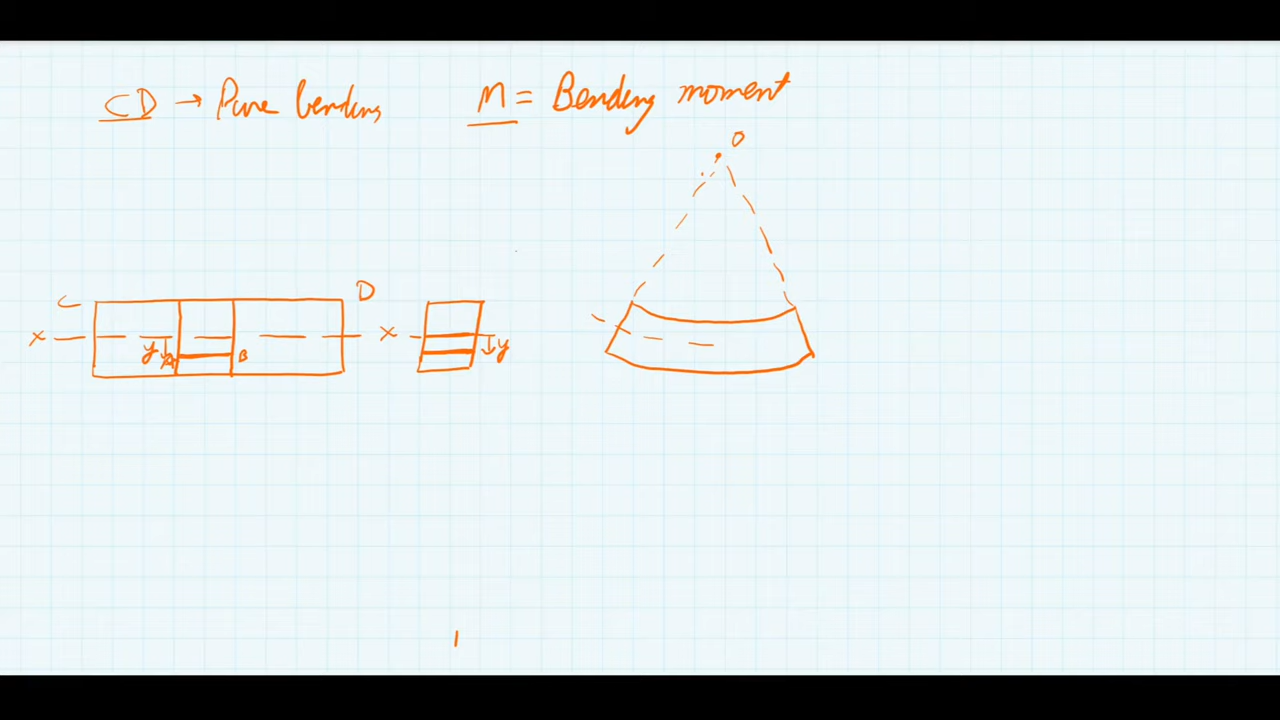 CD → Pure bending M = Bending moment
O
C D
x x
y A B y